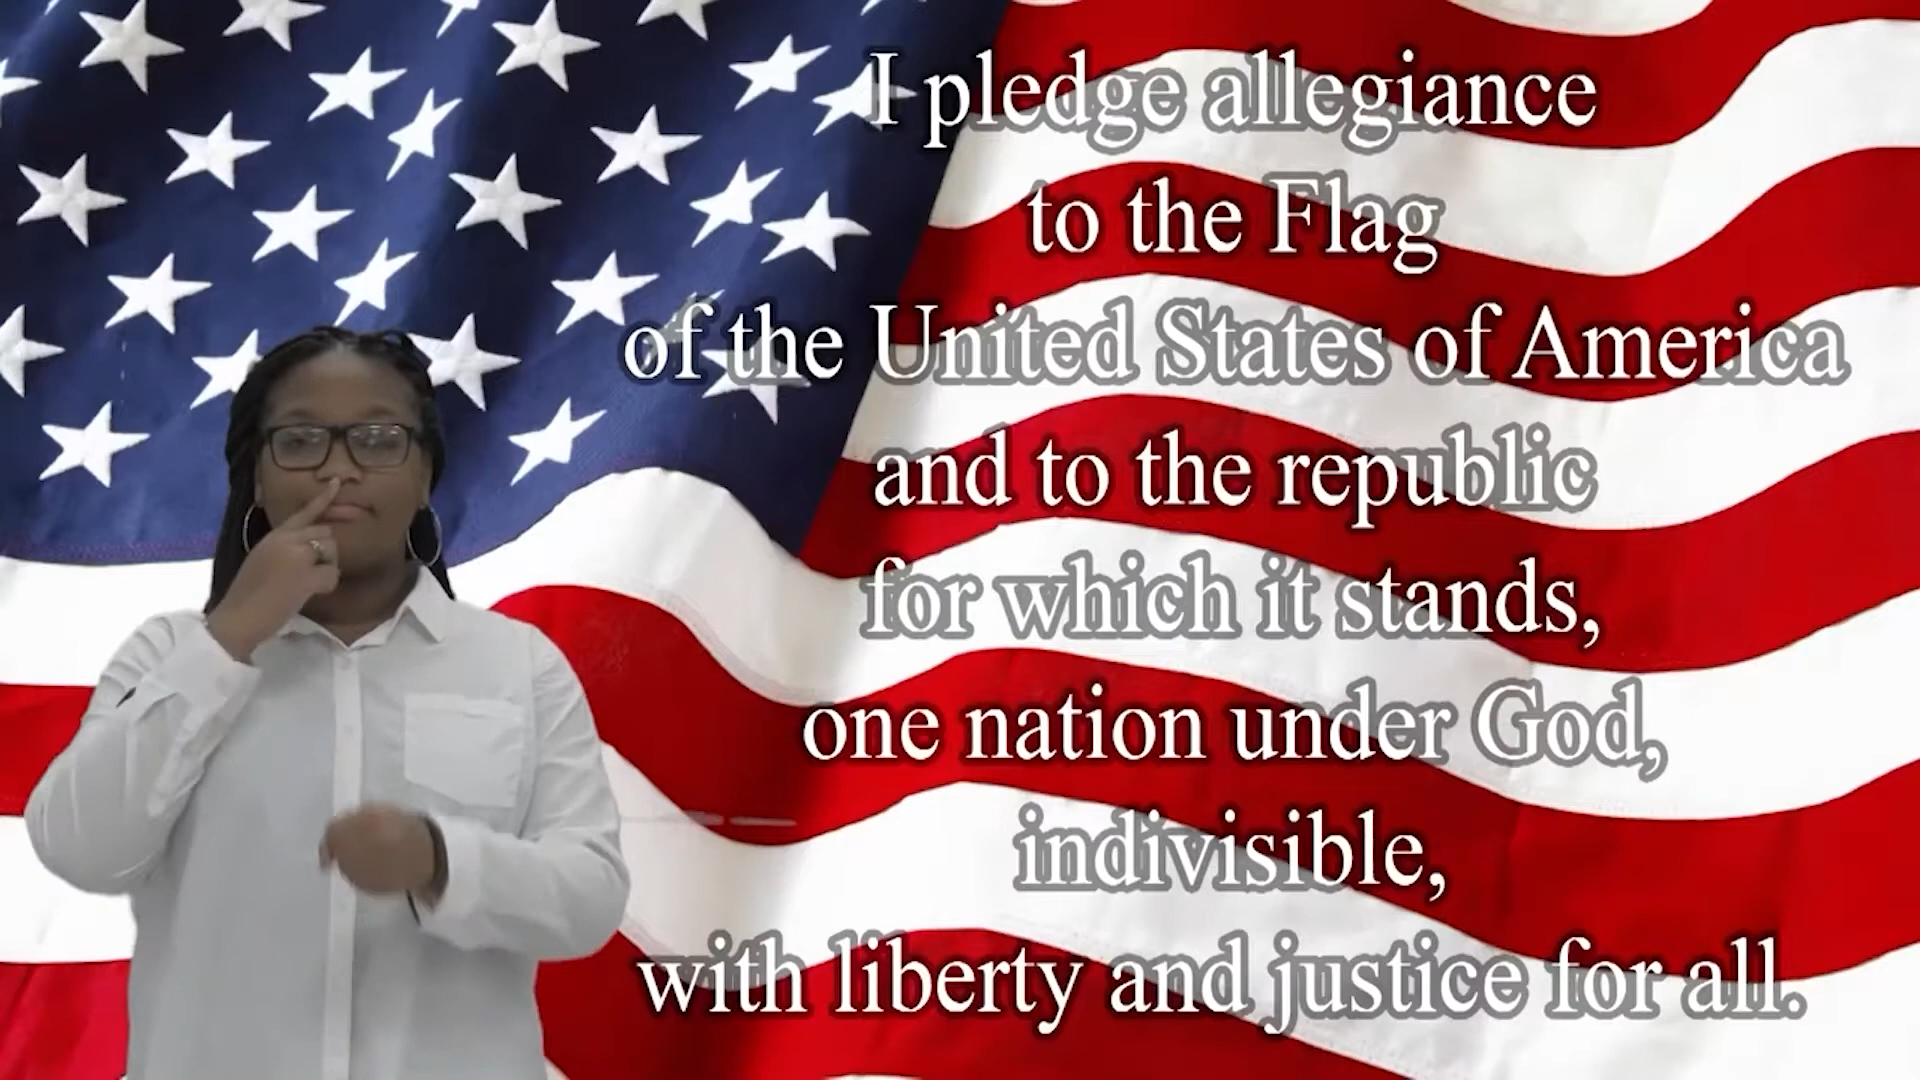 I pledge allegiance
to the Flag
of the United States of America
and to the republic
for which it stands,
one nation under God,
indivisible,
with liberty and justice for all.